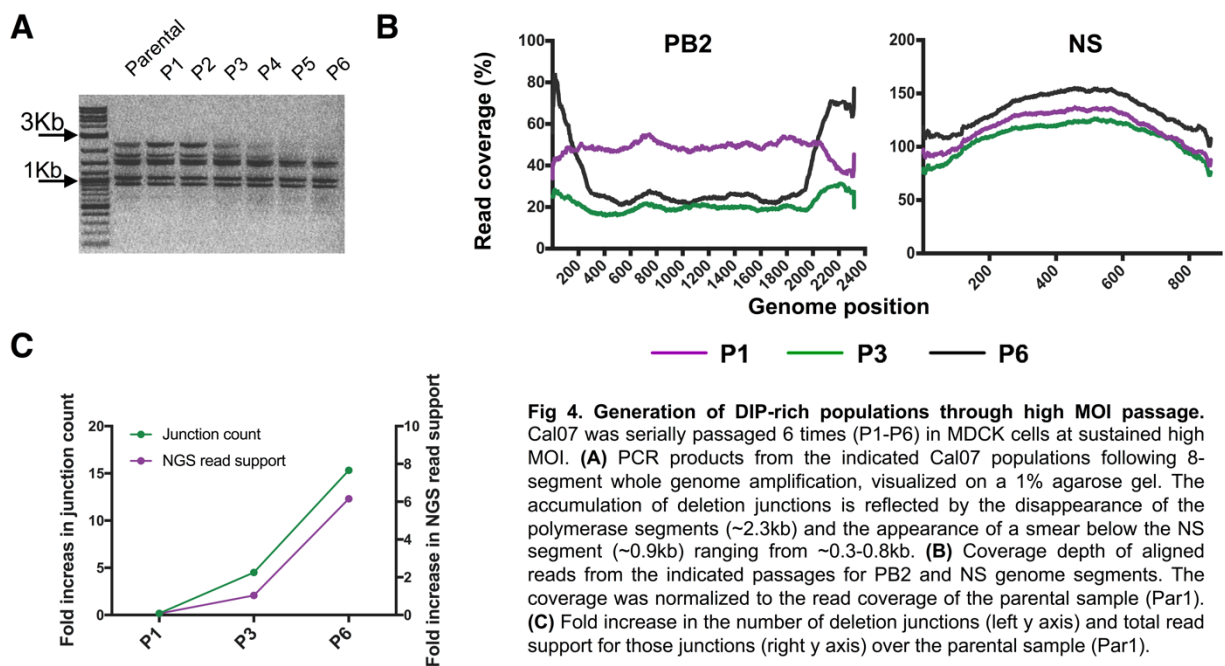 A
Parental
P1
P2
P3
P4
P5
P6
3Kb
1Kb
B
PB2
NS
Read coverage (%)
100
80
60
40
20
0
200
400
600
800
1000
1200
1400
1600
1800
2000
2200
2400
200
150
100
50
0
200
400
600
800
Genome position
P1
P3
P6
C
Fold increas in junction count
20
15
10
5
0
Junction count
NGS read support
10
8
6
4
2
0
Fold increase in NGS read support
P1
P3
P6
Fig 4. Generation of DIP-rich populations through high MOI passage.
Cal07 was serially passaged 6 times (P1-P6) in MDCK cells at sustained high
MOI. (A) PCR products from the indicated Cal07 populations following 8-
segment whole genome amplification, visualized on a 1% agarose gel. The
accumulation of deletion junctions is reflected by the disappearance of the
polymerase segments (~2.3kb) and the appearance of a smear below the NS
segment (~0.9kb) ranging from ~0.3-0.8kb. (B) Coverage depth of aligned
reads from the indicated passages for PB2 and NS genome segments. The
coverage was normalized to the read coverage of the parental sample (Par1).
(C) Fold increase in the number of deletion junctions (left y axis) and total read
support for those junctions (right y axis) over the parental sample (Par1).